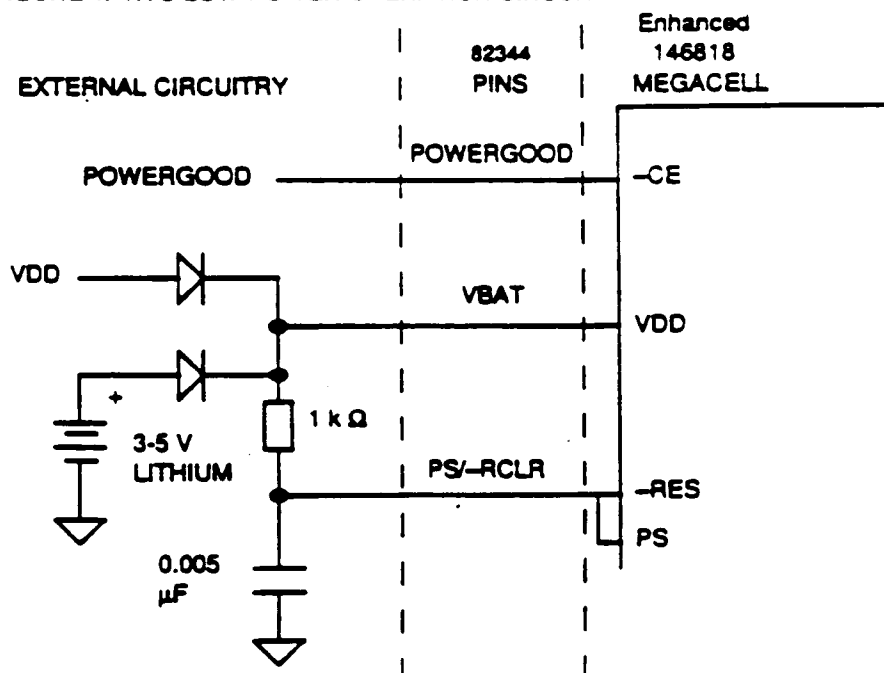 EXTERNAL CIRCUITRY
82344
PINS
Enhanced
146818
MEGACELL
POWERGOOD
POWERGOOD
–CE
VDD
VBAT
VDD
+
3-5 V
LITHIUM
1 k Ω
PS/–RCLR
–RES
PS
0.005
µF